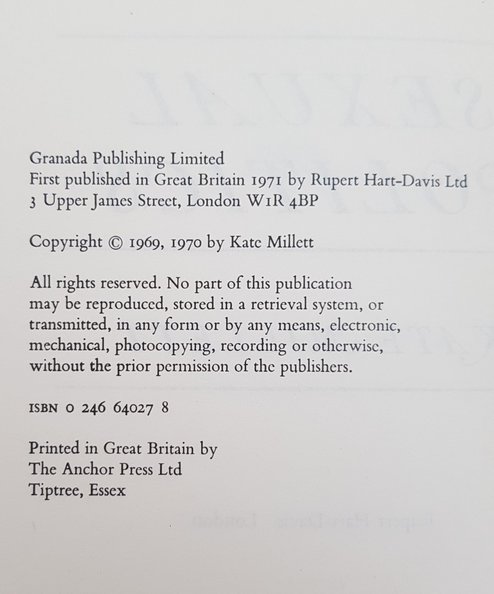 Granada Publishing Limited
First published in Great Britain 1971 by Rupert Hart-Davis Ltd
3 Upper James Street, London W1R 4BP
Copyright © 1969, 1970 by Kate Millett
All rights reserved. No part of this publication
may be reproduced, stored in a retrieval system, or
transmitted, in any form or by any means, electronic,
mechanical, photocopying, recording or otherwise,
without the prior permission of the publishers.
ISBN 0 246 64027 8
Printed in Great Britain by
The Anchor Press Ltd
Tiptree, Essex